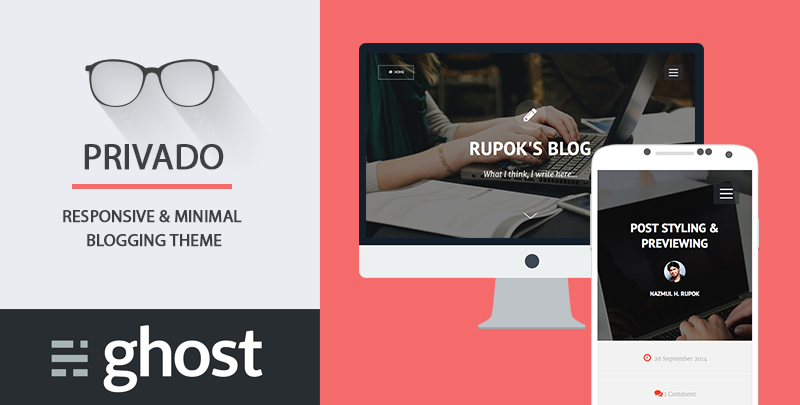 PRIVADO
RESPONSIVE & MINIMAL
BLOGGING THEME
ghost
HOME
RUPOK'S BLOG
What I think, I write here...
POST STYLING &
PREVIEWING
NAZMUL H. RUPOK
26 September 2014
1 Comment